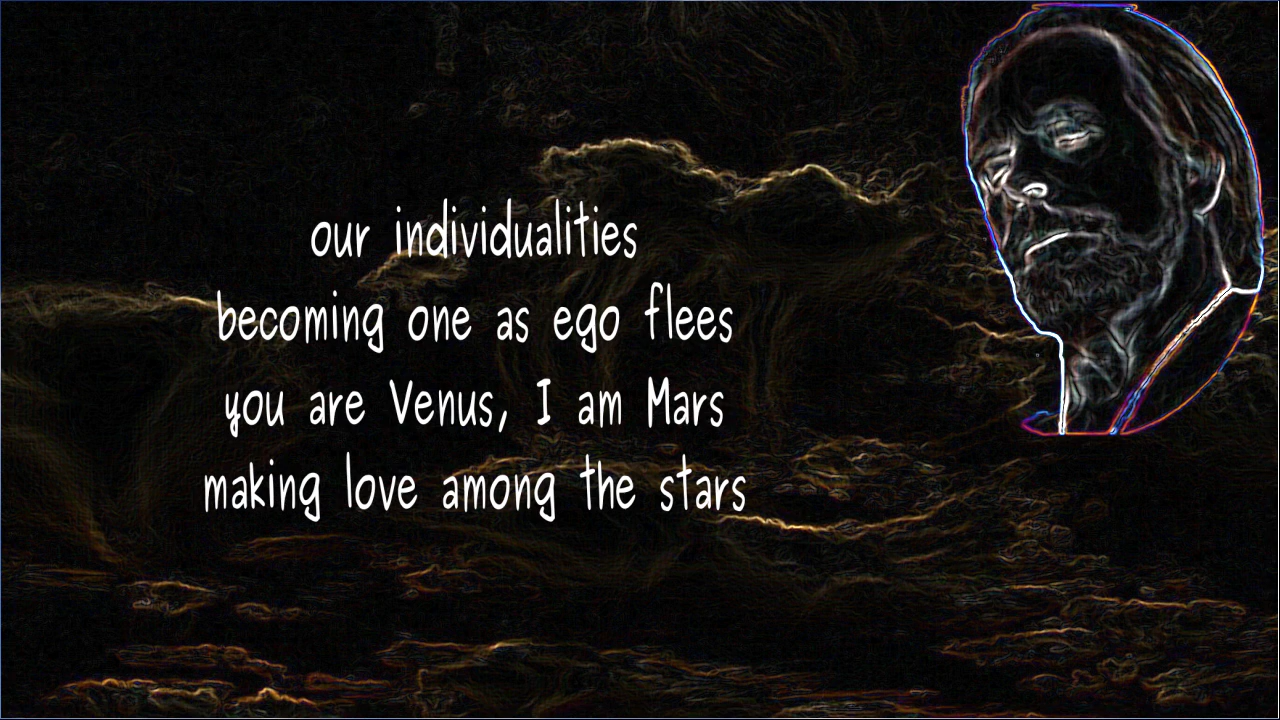 our individualities
becoming one as ego flees
you are Venus, I am Mars
making love among the stars